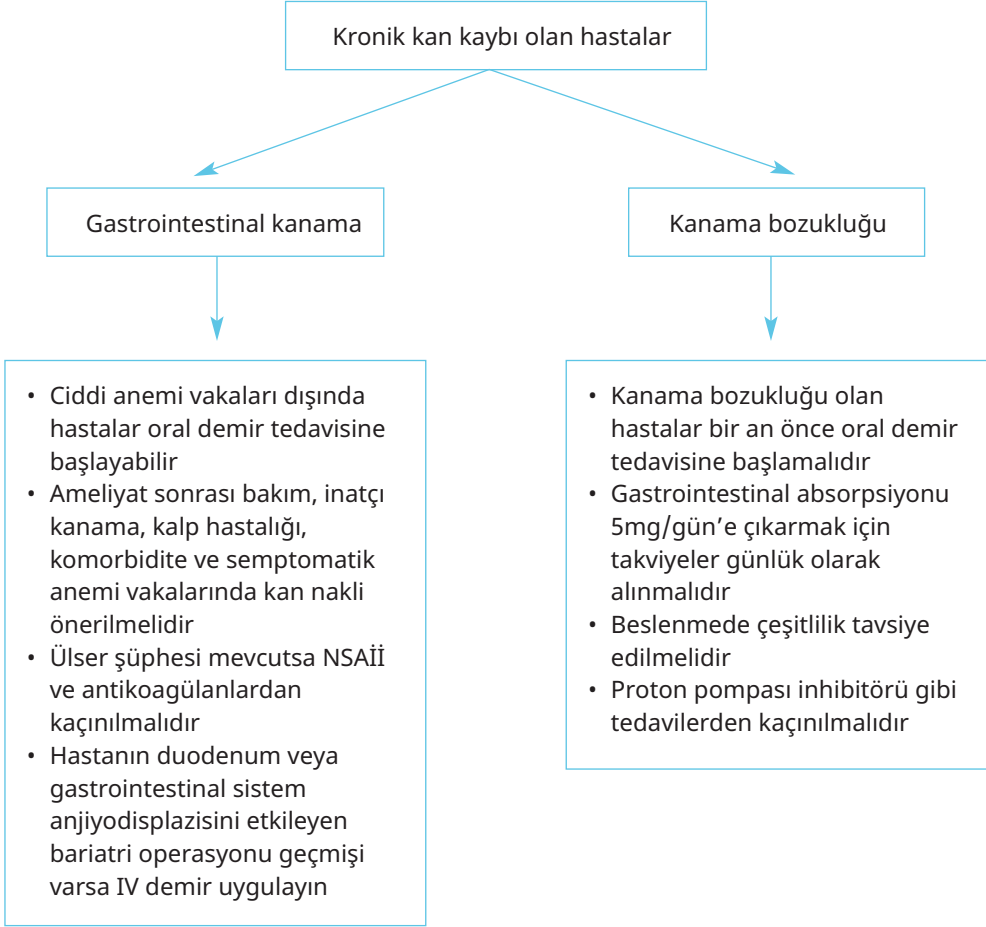 Kronik kan kaybı olan hastalar
Gastrointestinal kanama
Kanama bozukluğu
• Ciddi anemi vakaları dışında
hastalar oral demir tedavisine
başlayabilir
• Ameliyat sonrası bakım, inatçı
kanama, kalp hastalığı,
komorbidite ve semptomatik
anemi vakalarında kan nakli
önerilmelidir
• Ülser şüphesi mevcutsa NSAİİ
ve antikoagülanlardan
kaçınılmalıdır
• Hastanın duodenum veya
gastrointestinal sistem
anjiyodisplazisini etkileyen
bariatri operasyonu geçmişi
varsa IV demir uygulayın
• Kanama bozukluğu olan
hastalar bir an önce oral demir
tedavisine başlamalıdır
• Gastrointestinal absorpsiyonu
5mg/gün’e çıkarmak için
takviyeler günlük olarak
alınmalıdır
• Beslenmede çeşitlilik tavsiye
edilmelidir
• Proton pompası inhibitörü gibi
tedavilerden kaçınılmalıdır